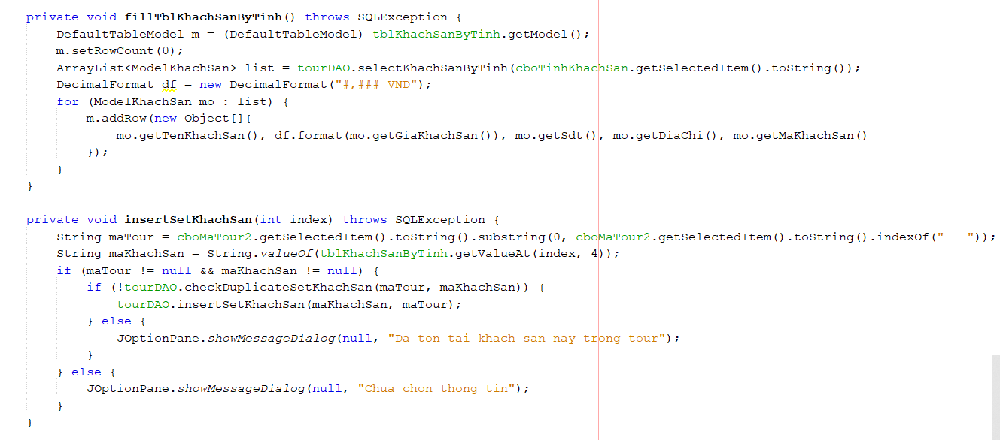 private void fillTblKhachSanByTinh() throws SQLException {
    DefaultTableModel m = (DefaultTableModel) tblKhachSanByTinh.getModel();
    m.setRowCount(0);
    ArrayList<ModelKhachSan> list = tourDAO.selectKhachSanByTinh(cboTinhKhachSan.getSelectedItem().toString());
    DecimalFormat df = new DecimalFormat("#,### VND");
    for (ModelKhachSan mo : list) {
        m.addRow(new Object[]{
            mo.getTenKhachSan(), df.format(mo.getGiaKhachSan()), mo.getSdt(), mo.getDiaChi(), mo.getMaKhachSan()
        });
    }
}

private void insertSetKhachSan(int index) throws SQLException {
    String maTour = cboMaTour2.getSelectedItem().toString().substring(0, cboMaTour2.getSelectedItem().toString().indexOf(" _ "));
    String maKhachSan = String.valueOf(tblKhachSanByTinh.getValueAt(index, 4));
    if (maTour != null && maKhachSan != null) {
        if (!tourDAO.checkDuplicateSetKhachSan(maTour, maKhachSan)) {
            tourDAO.insertSetKhachSan(maKhachSan, maTour);
        } else {
            JOptionPane.showMessageDialog(null, "Da ton tai khach san nay trong tour");
        }
    } else {
        JOptionPane.showMessageDialog(null, "Chua chon thong tin");
    }
}